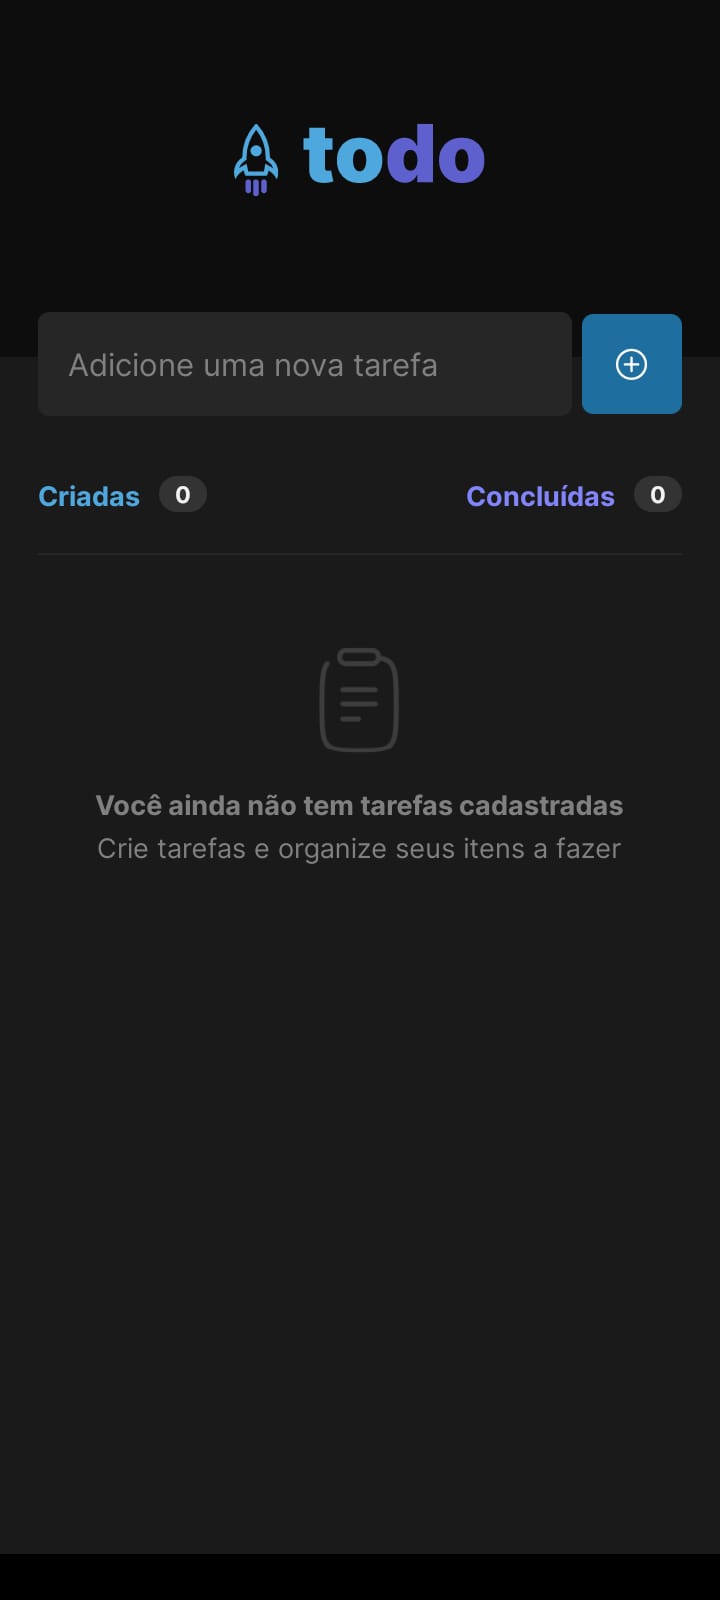 todo
Adicione uma nova tarefa
Criadas 0 Concluídas 0
Você ainda não tem tarefas cadastradas
Crie tarefas e organize seus itens a fazer